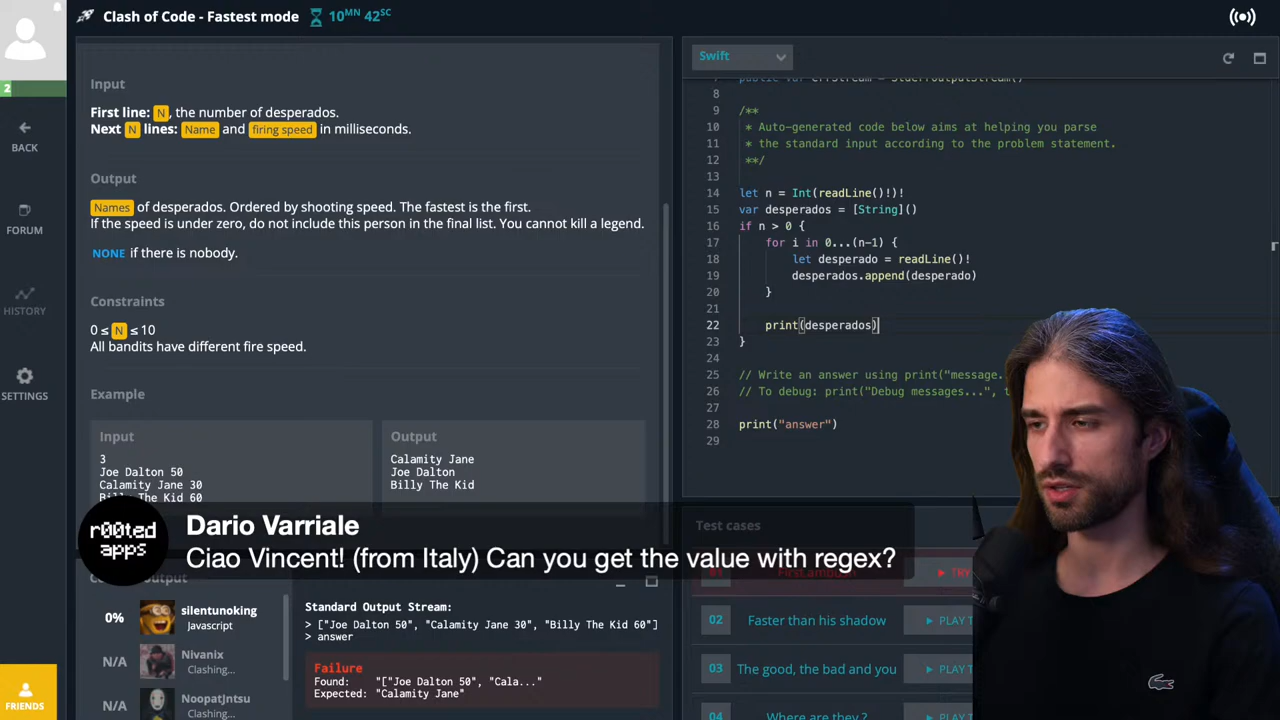 Clash of Code - Fastest mode
10MN 42SC
2
BACK
FORUM
HISTORY
SETTINGS
FRIENDS
Input
First line: N, the number of desperados.
Next N lines: Name and firing speed in milliseconds.
Output
Names of desperados. Ordered by shooting speed. The fastest is the first.
If the speed is under zero, do not include this person in the final list. You cannot kill a legend.
NONE if there is nobody.
Constraints
0 ≤ N ≤ 10
All bandits have different fire speed.
Example
Input
3
Joe Dalton 50
Calamity Jane 30
Billy The Kid 60
Output
Calamity Jane
Joe Dalton
Billy The Kid
Swift
8
9 /**
10 * Auto-generated code below aims at helping you parse
11 * the standard input according to the problem statement.
12 **/
13
14 let n = Int(readLine()!)!
15 var desperados = [String]()
16 if n > 0 {
17 for i in 0...(n-1) {
18 let desperado = readLine()!
19 desperados.append(desperado)
20 }
21
22 print(desperados)
23 }
24
25 // Write an answer using print("message.
26 // To debug: print("Debug messages...", t
27
28 print("answer")
29
r00ted
apps
Dario Varriale
Ciao Vincent! (from Italy) Can you get the value with regex?
0%
silentunoking
Javascript
N/A
Nivanix
Clashing...
N/A
NoopatJntsu
Clashing...
Standard Output Stream:
> ["Joe Dalton 50", "Calamity Jane 30", "Billy The Kid 60"]
> answer
Failure
Found: "["Joe Dalton 50", "Cala..."
Expected: "Calamity Jane"
Test cases
01 First ambush TRY
02 Faster than his shadow PLAY T
03 The good, the bad and you PLAY T
04 Where are they ? PLAY T